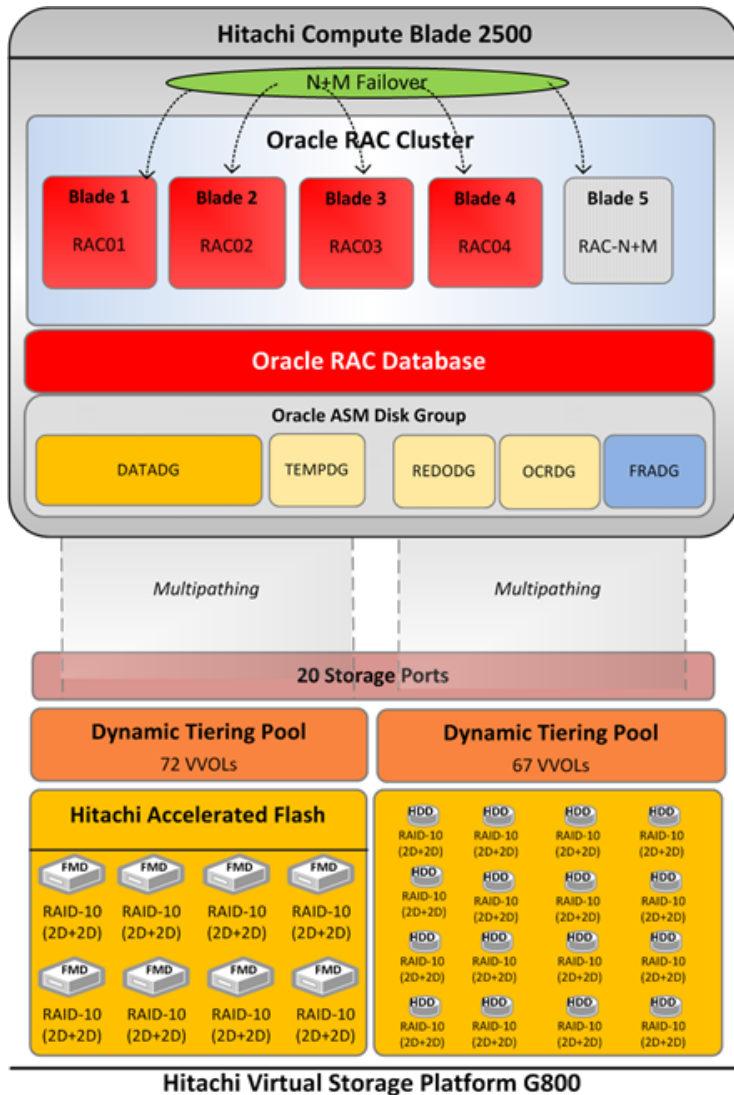 Hitachi Compute Blade 2500
N+M Failover
Oracle RAC Cluster
Blade 1
RAC01
Blade 2
RAC02
Blade 3
RAC03
Blade 4
RAC04
Blade 5
RAC-N+M
Oracle RAC Database
Oracle ASM Disk Group
DATADG
TEMPDG
REDODG
OCRDG
FRADG
Multipathing
Multipathing
20 Storage Ports
Dynamic Tiering Pool
72 VVOLs
Dynamic Tiering Pool
67 VVOLs
Hitachi Accelerated Flash
FMD FMD FMD FMD
RAID-10 RAID-10 RAID-10 RAID-10
(2D+2D) (2D+2D) (2D+2D) (2D+2D)
FMD FMD FMD FMD
RAID-10 RAID-10 RAID-10 RAID-10
(2D+2D) (2D+2D) (2D+2D) (2D+2D)
HDD HDD HDD HDD
RAID-10 RAID-10 RAID-10 RAID-10
(2D+2D) (2D+2D) (2D+2D) (2D+2D)
HDD HDD HDD HDD
RAID-10 RAID-10 RAID-10 RAID-10
(2D+2D) (2D+2D) (2D+2D) (2D+2D)
HDD HDD HDD HDD
RAID-10 RAID-10 RAID-10 RAID-10
(2D+2D) (2D+2D) (2D+2D) (2D+2D)
HDD HDD HDD HDD
RAID-10 RAID-10 RAID-10 RAID-10
(2D+2D) (2D+2D) (2D+2D) (2D+2D)
Hitachi Virtual Storage Platform G800